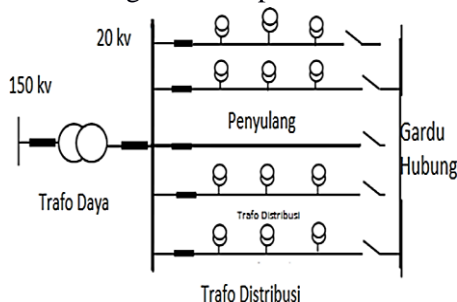 20 kv
150 kv
Penyulang
Gardu
Hubung
Trafo Daya
Trafo Distribusi
Trafo Distribusi